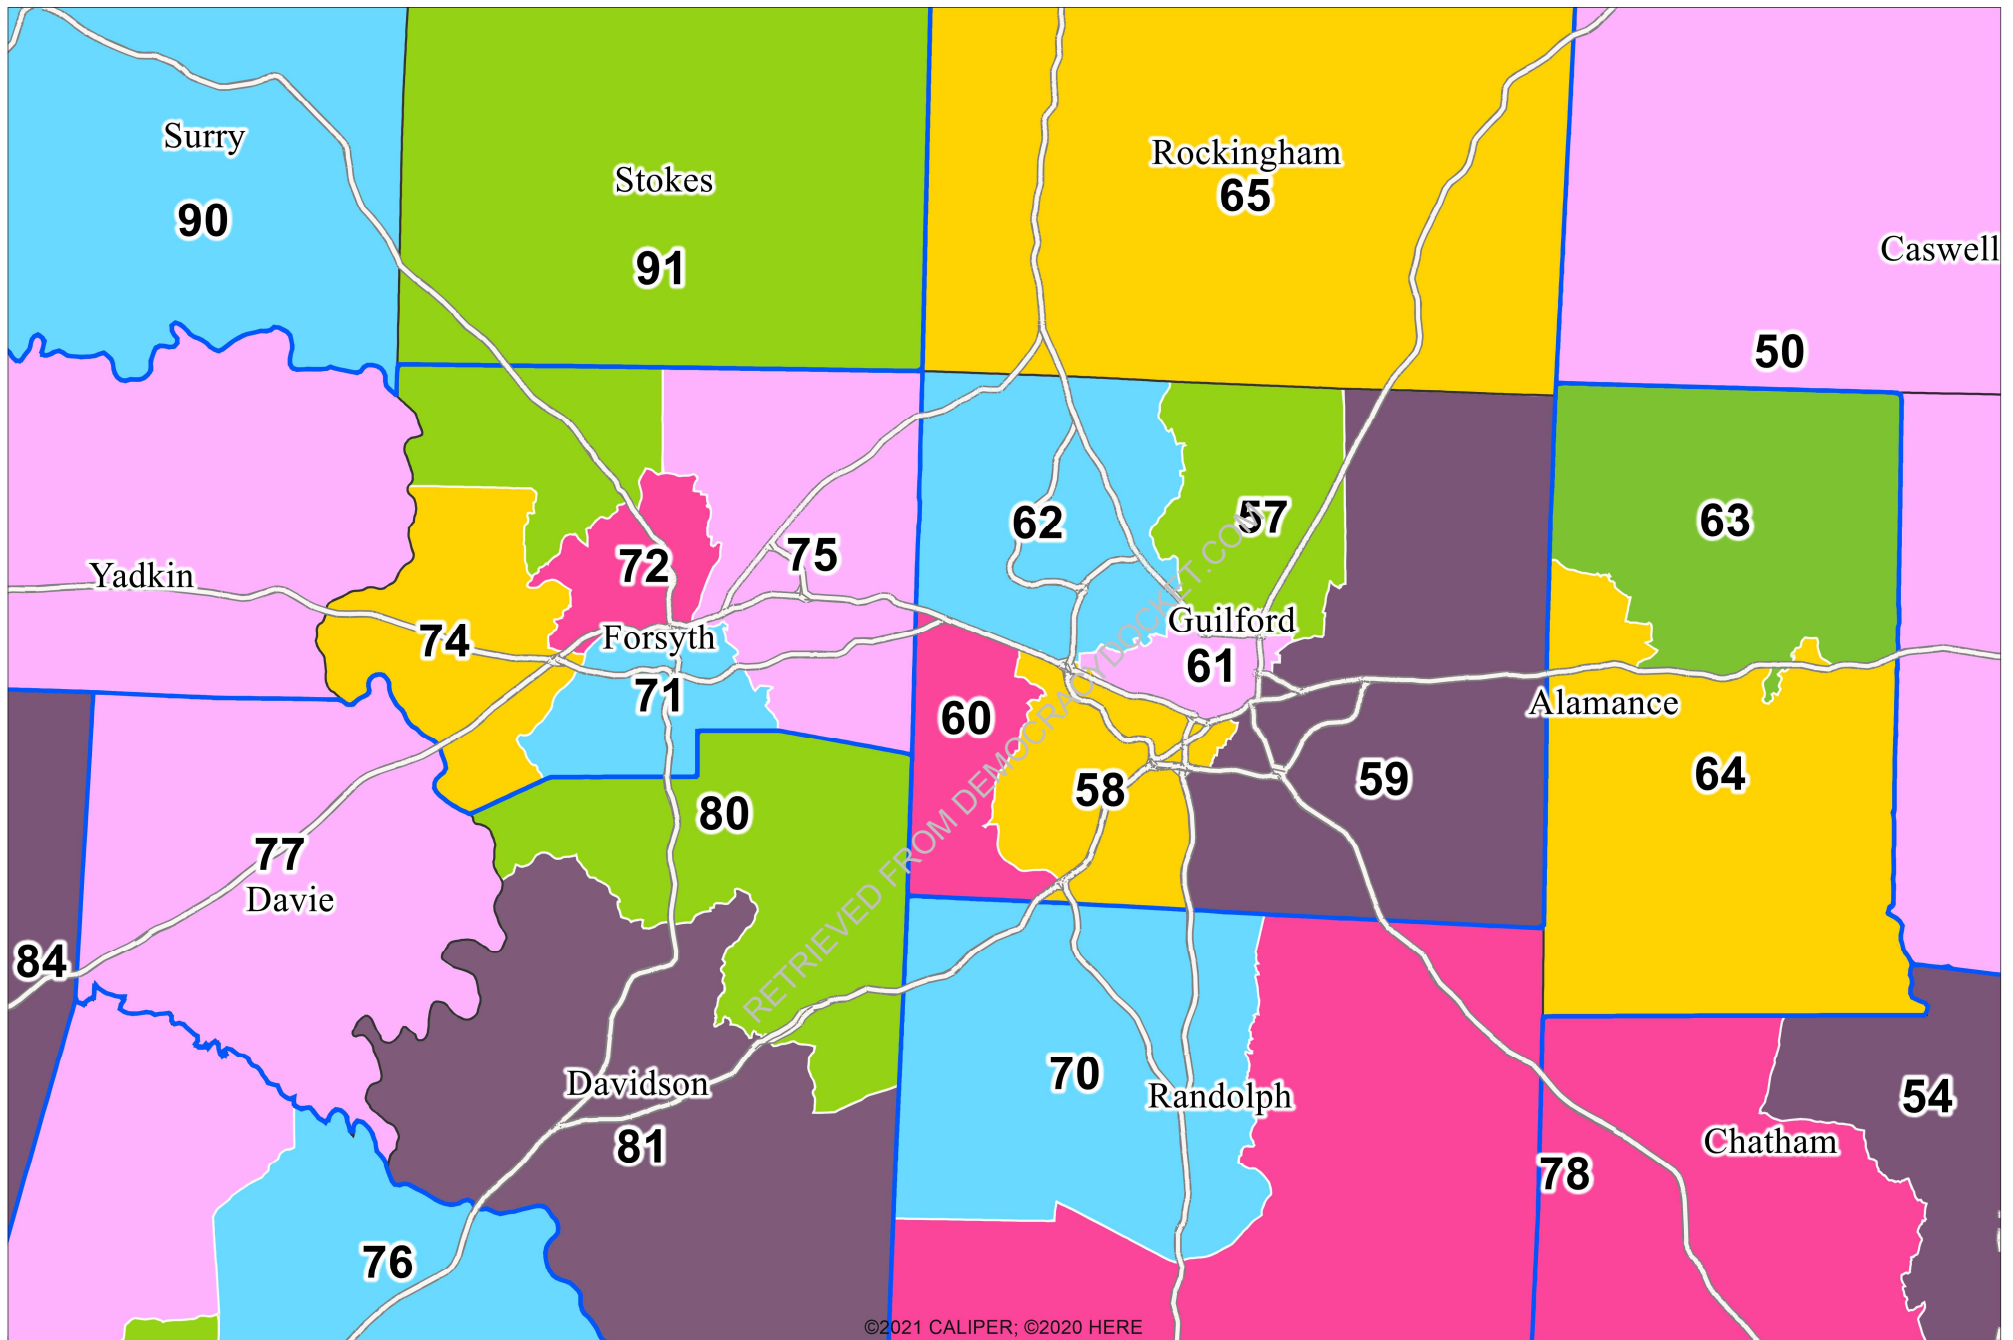 Surry
90
Stokes
91
Rockingham
65
Caswell
50
62
57
63
72
75
Yadkin
74
Forsyth
71
Guilford
61
60
58
59
Alamance
64
80
77
Davie
84
81
Davidson
70
Randolph
54
Chatham
78
76
RETRIEVED FROM DEMOCRACYDOCKET.COM
©2021 CALIPER; ©2020 HERE